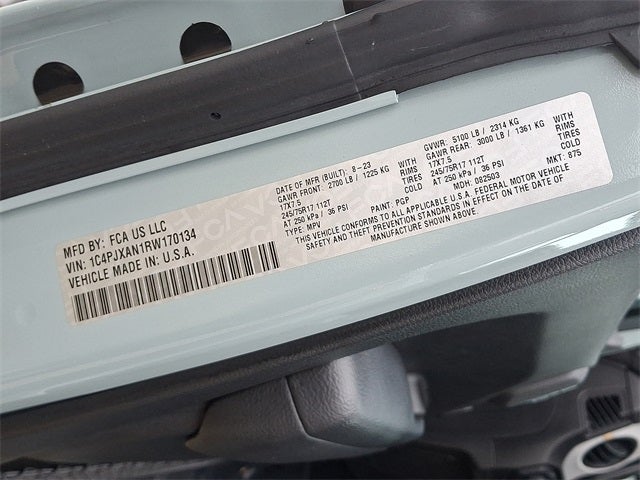 MFD BY: FCA US LLC
VIN: 1C4PJXAN1RW170134
VEHICLE MADE IN U.S.A.
DATE OF MFR (BUILT): 8-23 GVWR: 5100 LB / 2314 KG
GAWR FRONT: 2700 LB / 1225 KG WITH GAWR REAR: 3000 LB / 1361 KG WITH
17X7.5 RIMS 17X7.5 RIMS
245/75R17 112T TIRES 245/75R17 112T TIRES
AT 250 kPa / 36 PSI COLD AT 250 kPa / 36 PSI COLD
TYPE: MPV PAINT: PGP MDH: 082503 MKT: 875
THIS VEHICLE CONFORMS TO ALL APPLICABLE U.S.A. FEDERAL MOTOR VEHICLE
SAFETY AND THEFT PREVENTION STANDARDS IN EFFECT ON THE DATE OF
MANUFACTURE SHOWN ABOVE.